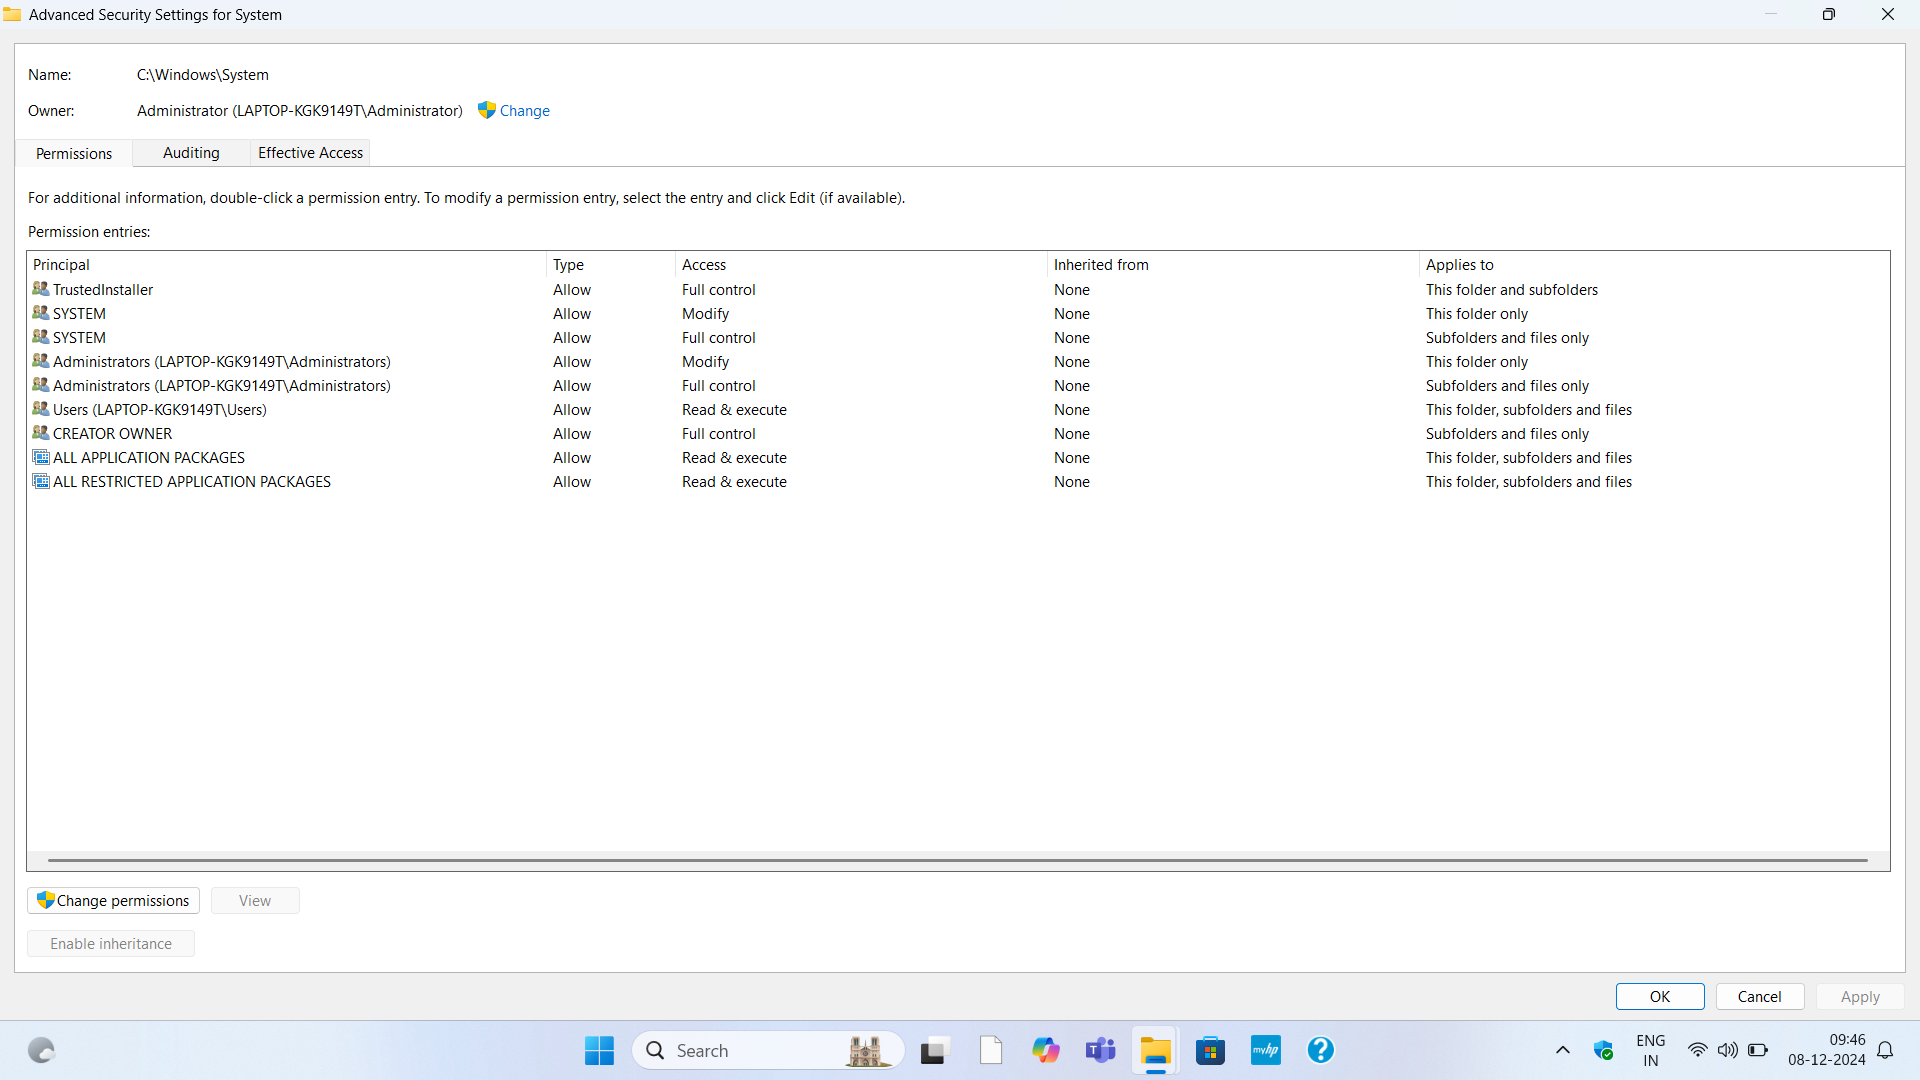 Advanced Security Settings for System
Name: C:\Windows\System
Owner: Administrator (LAPTOP-KGK9149T\Administrator) Change
Permissions Auditing Effective Access
For additional information, double-click a permission entry. To modify a permission entry, select the entry and click Edit (if available).
Permission entries:
Principal Type Access Inherited from Applies to
TrustedInstaller Allow Full control None This folder and subfolders
SYSTEM Allow Modify None This folder only
SYSTEM Allow Full control None Subfolders and files only
Administrators (LAPTOP-KGK9149T\Administrators) Allow Modify None This folder only
Administrators (LAPTOP-KGK9149T\Administrators) Allow Full control None Subfolders and files only
Users (LAPTOP-KGK9149T\Users) Allow Read & execute None This folder, subfolders and files
CREATOR OWNER Allow Full control None Subfolders and files only
ALL APPLICATION PACKAGES Allow Read & execute None This folder, subfolders and files
ALL RESTRICTED APPLICATION PACKAGES Allow Read & execute None This folder, subfolders and files
Change permissions View
Enable inheritance
OK Cancel Apply
Search myhp ENG 09:46
IN 08-12-2024